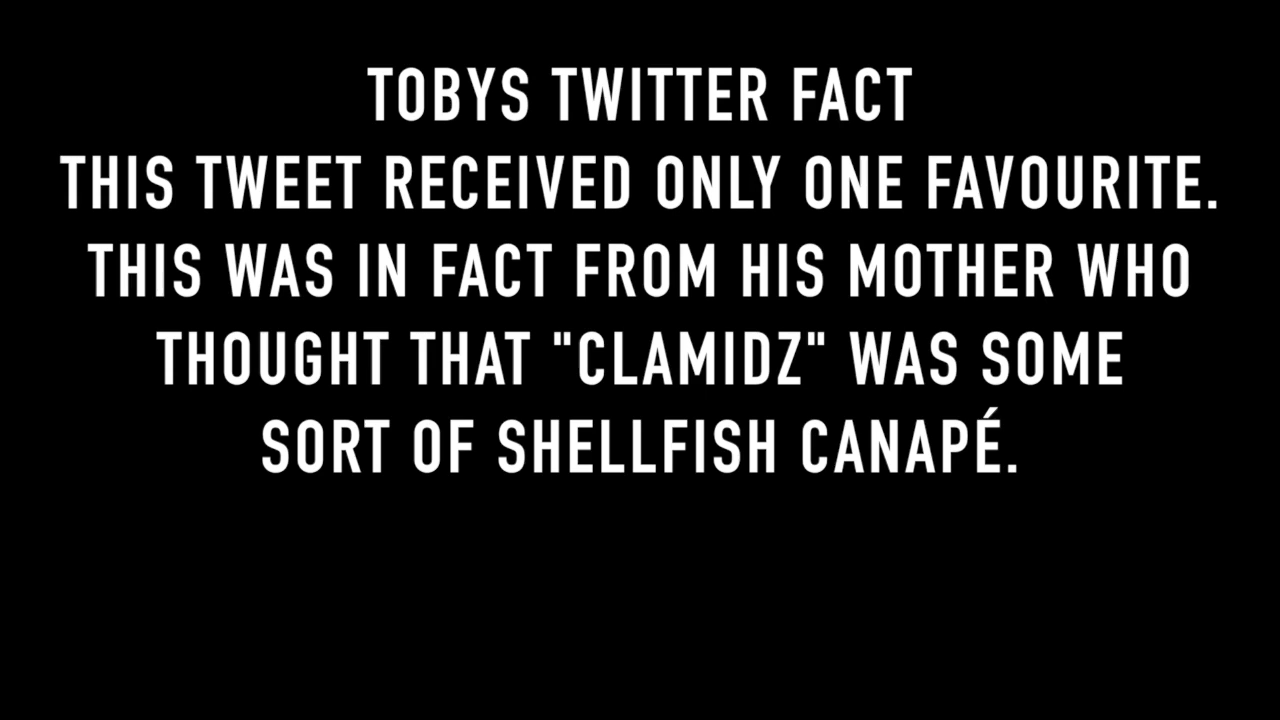 TOBYS TWITTER FACT
THIS TWEET RECEIVED ONLY ONE FAVOURITE.
THIS WAS IN FACT FROM HIS MOTHER WHO
THOUGHT THAT "CLAMIDZ" WAS SOME
SORT OF SHELLFISH CANAPÉ.